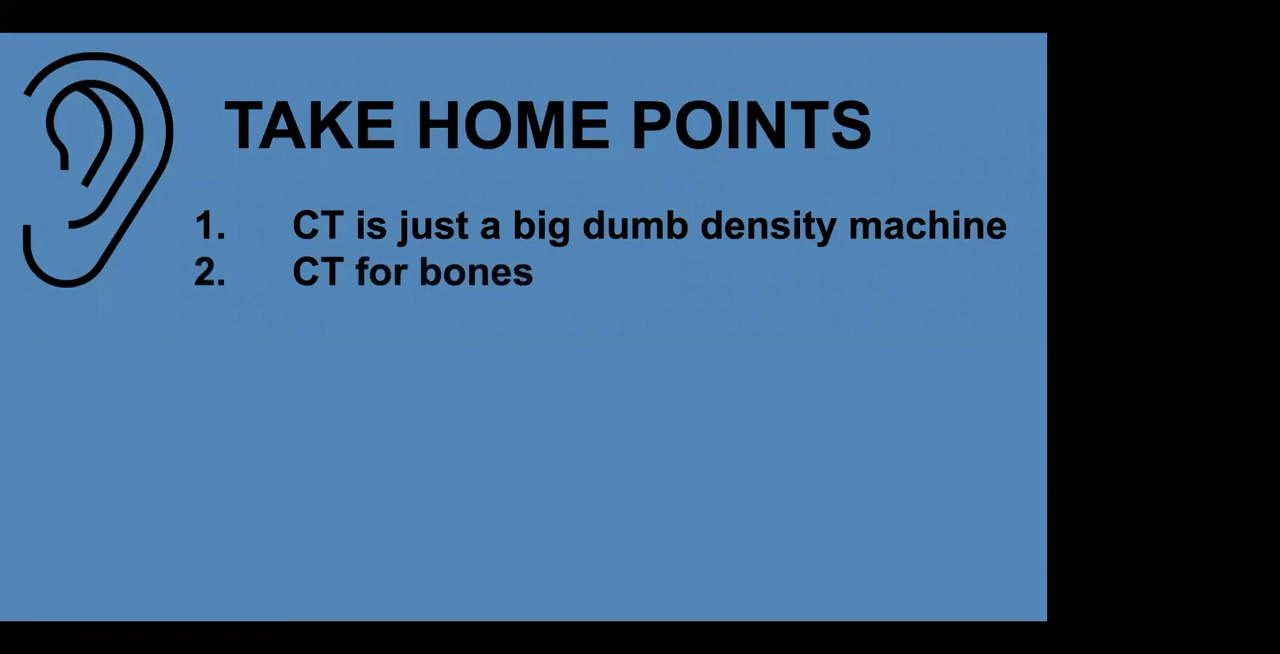 TAKE HOME POINTS
1. CT is just a big dumb density machine
2. CT for bones